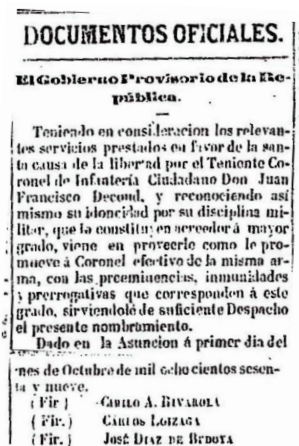 DOCUMENTOS OFICIALES.
El Gobierno Provisorio de la Re-
pública.
Teniendo en consideracion los relevan-
tes servicios prestados en favor de la san-
ta causa de la libertad por el Teniente Co-
ronel de Infantería Ciudadano Don Juan
Francisco Decoud, y reconociendo así
mismo su idoneidad por su disciplina mi-
litar, que la constituye en acreedor á mayor
grado, viene en proveerle como le pro-
mueve á Coronel efectivo de la misma ar-
ma, con las preeminencias, inmunidades
y prerrogativas que corresponden á este
grado, sirviendole de suficiente Despacho
el presente nombramiento.
Dado en la Asuncion á primer dia del
mes de Octubre de mil ochocientos sesen-
ta y nueve.
(Fir.) CIRILO A. RIVAROLA
(Fir.) CARLOS LOIZAGA
(Fir.) JOSÉ DIAZ DE BEDOYA